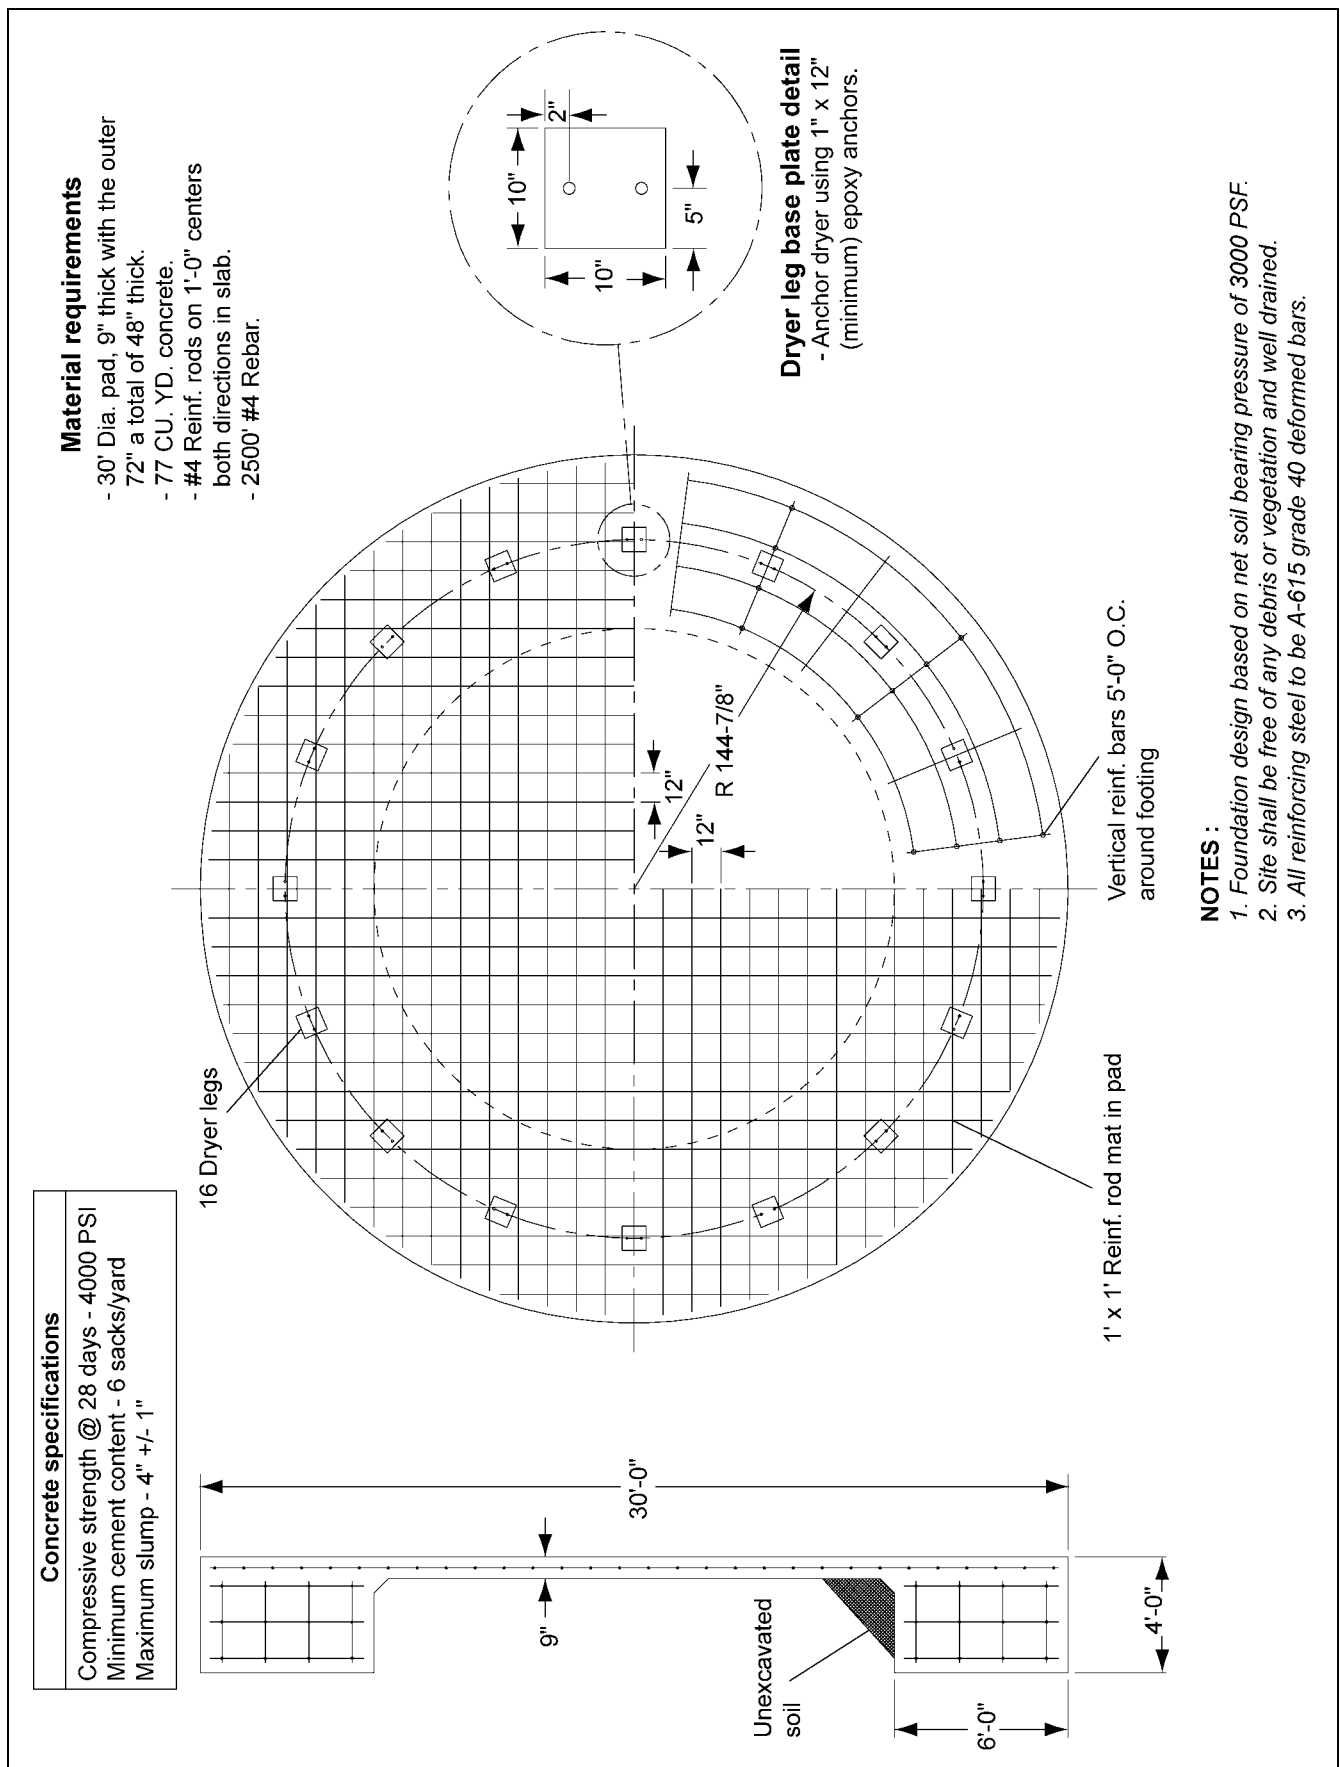 Concrete specifications
Compressive strength @ 28 days - 4000 PSI
Minimum cement content - 6 sacks/yard
Maximum slump - 4" +/- 1"
Material requirements
- 30' Dia. pad, 9" thick with the outer
72" a total of 48" thick.
- 77 CU. YD. concrete.
- #4 Reinf. rods on 1'-0" centers
both directions in slab.
- 2500' #4 Rebar.
16 Dryer legs
10"
2"
10"
5"
Dryer leg base plate detail
- Anchor dryer using 1" x 12"
(minimum) epoxy anchors.
30'-0"
9"
Unexcavated
soil
6'-0"
4'-0"
12"
12"
R 144-7/8"
1' x 1' Reinf. rod mat in pad
Vertical reinf. bars 5'-0" O.C.
around footing
NOTES :
1. Foundation design based on net soil bearing pressure of 3000 PSF.
2. Site shall be free of any debris or vegetation and well drained.
3. All reinforcing steel to be A-615 grade 40 deformed bars.